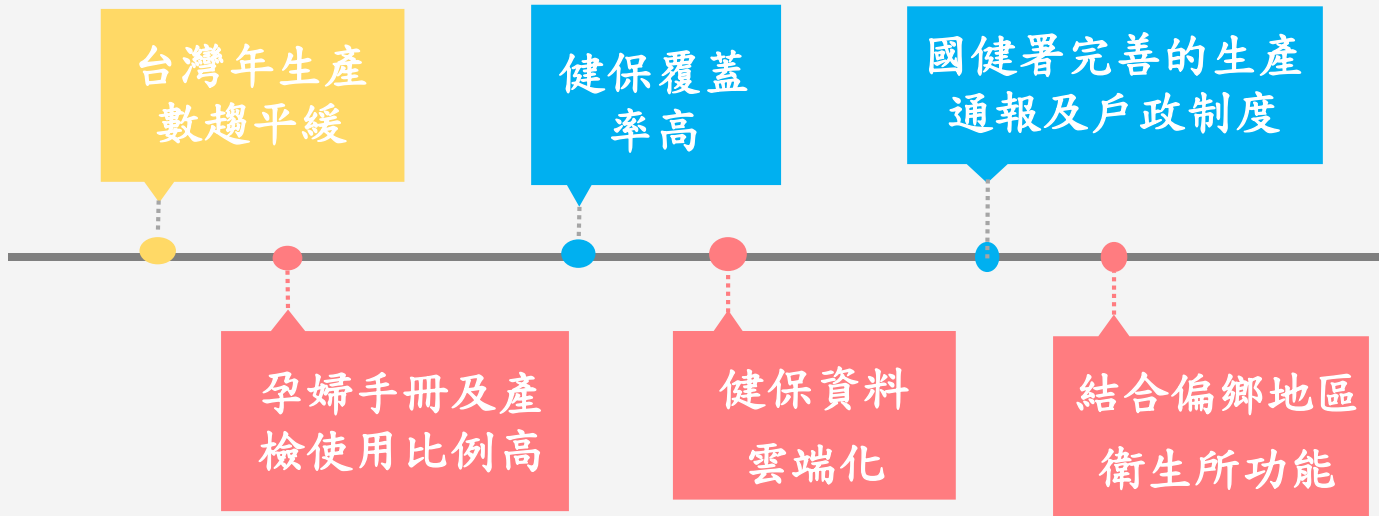 台灣年生產
數趨平緩
健保覆蓋
率高
國健署完善的生產
通報及戶政制度
孕婦手冊及產
檢使用比例高
健保資料
雲端化
結合偏鄉地區
衛生所功能